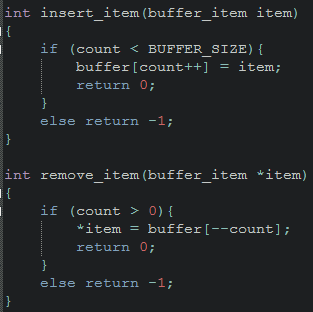 int insert_item(buffer_item item)
{
if (count < BUFFER_SIZE){
buffer[count++] = item;
return 0;
}
else return -1;
}
int remove_item(buffer_item *item)
{
if (count > 0){
*item = buffer[--count];
return 0;
}
else return -1;
}